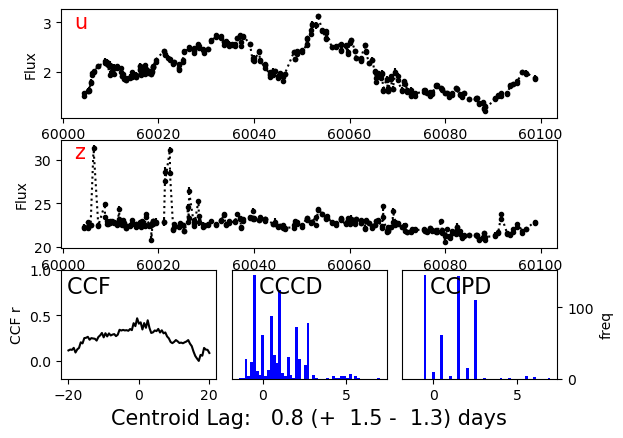 u
3
2
Flux
60000 60020 60040 60060 60080 60100
z
30
25
20
Flux
60000 60020 60040 60060 60080 60100
CCF CCCD CCPD
1.0
0.5
0.0
CCF r
100
0
freq
−20 0 20 0 5 0 5
Centroid Lag: 0.8 (+ 1.5 - 1.3) days